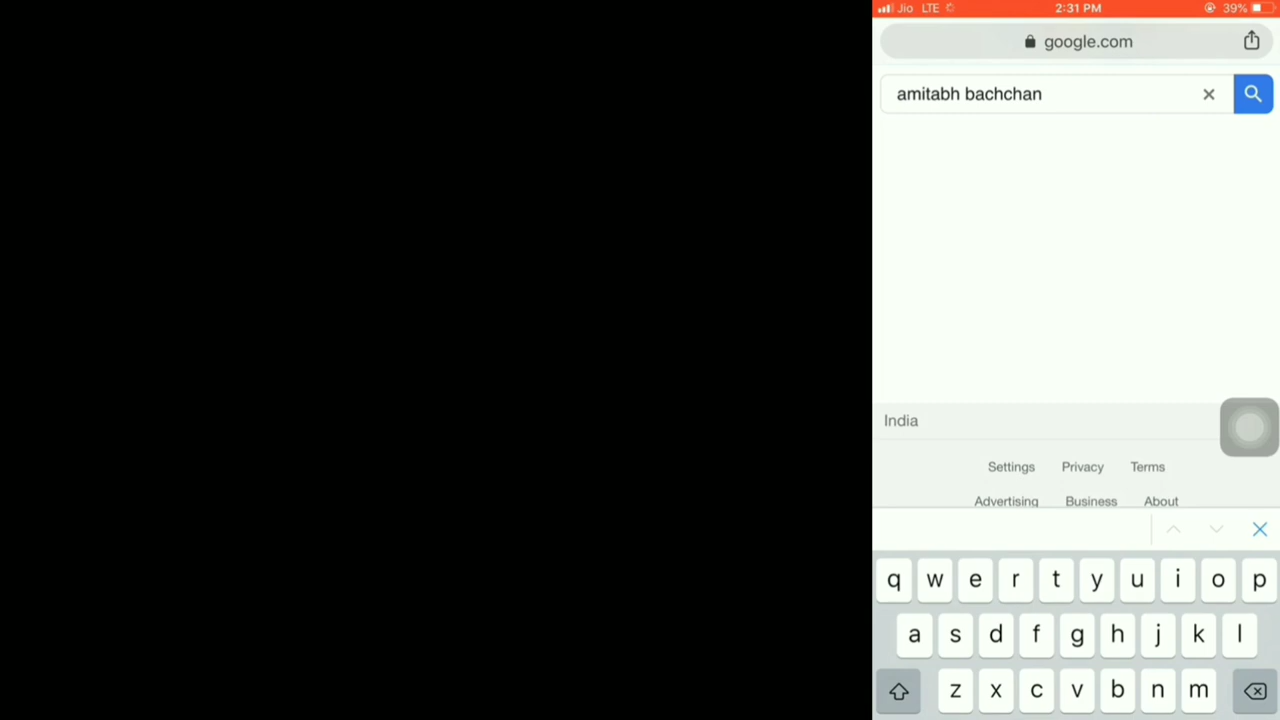 Jio LTE 2:31 PM 39%
google.com
amitabh bachchan
India
Settings Privacy Terms
Advertising Business About
q w e r t y u i o p
a s d f g h j k l
z x c v b n m